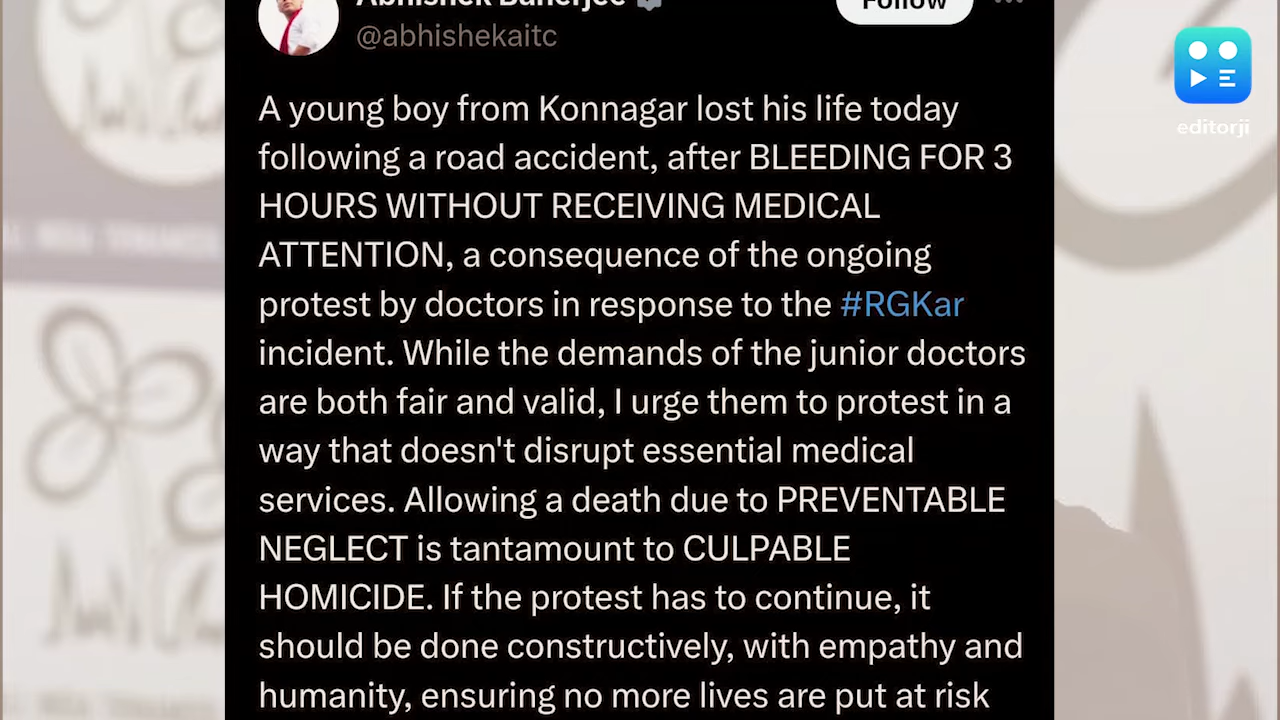 Abhishek Banerjee
Follow
@abhishekaitc
editorji
A young boy from Konnagar lost his life today
following a road accident, after BLEEDING FOR 3
HOURS WITHOUT RECEIVING MEDICAL
ATTENTION, a consequence of the ongoing
protest by doctors in response to the #RGKar
incident. While the demands of the junior doctors
are both fair and valid, I urge them to protest in a
way that doesn't disrupt essential medical
services. Allowing a death due to PREVENTABLE
NEGLECT is tantamount to CULPABLE
HOMICIDE. If the protest has to continue, it
should be done constructively, with empathy and
humanity, ensuring no more lives are put at risk